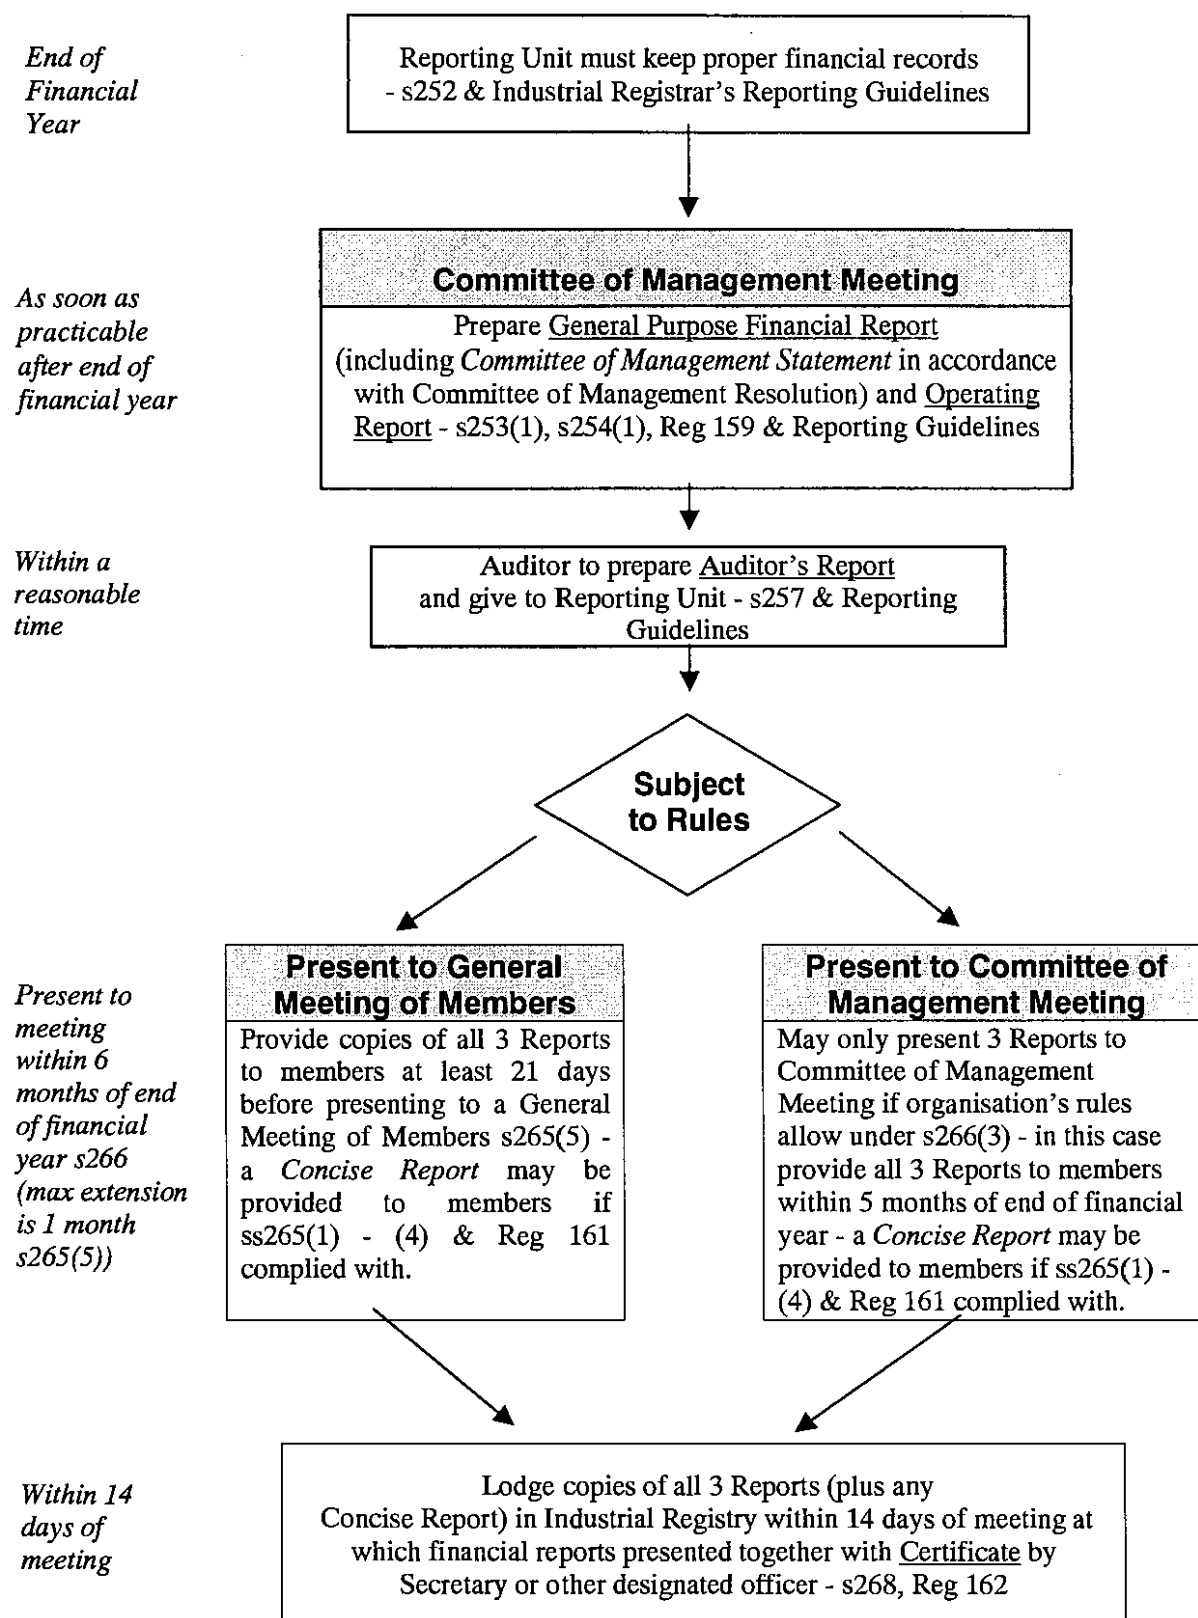 End of
Financial
Year
Reporting Unit must keep proper financial records
- s252 & Industrial Registrar's Reporting Guidelines
As soon as
practicable
after end of
financial year
Committee of Management Meeting
Prepare General Purpose Financial Report
(including Committee of Management Statement in accordance
with Committee of Management Resolution) and Operating
Report - s253(1), s254(1), Reg 159 & Reporting Guidelines
Within a
reasonable
time
Auditor to prepare Auditor's Report
and give to Reporting Unit - s257 & Reporting
Guidelines
Subject
to Rules
Present to
meeting
within 6
months of end
of financial
year s266
(max extension
is 1 month
s265(5))
Present to General
Meeting of Members
Provide copies of all 3 Reports
to members at least 21 days
before presenting to a General
Meeting of Members s265(5) -
a Concise Report may be
provided to members if
ss265(1) - (4) & Reg 161
complied with.
Present to Committee of
Management Meeting
May only present 3 Reports to
Committee of Management
Meeting if organisation's rules
allow under s266(3) - in this case
provide all 3 Reports to members
within 5 months of end of financial
year - a Concise Report may be
provided to members if ss265(1) -
(4) & Reg 161 complied with.
Within 14
days of
meeting
Lodge copies of all 3 Reports (plus any
Concise Report) in Industrial Registry within 14 days of meeting at
which financial reports presented together with Certificate by
Secretary or other designated officer - s268, Reg 162